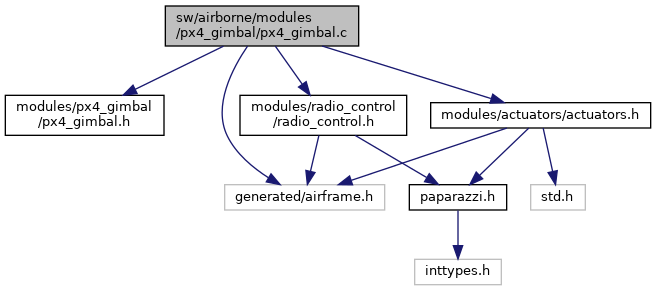 sw/airborne/modules
/px4_gimbal/px4_gimbal.c
modules/px4_gimbal
/px4_gimbal.h
modules/radio_control
/radio_control.h
modules/actuators/actuators.h
generated/airframe.h
paparazzi.h
std.h
inttypes.h